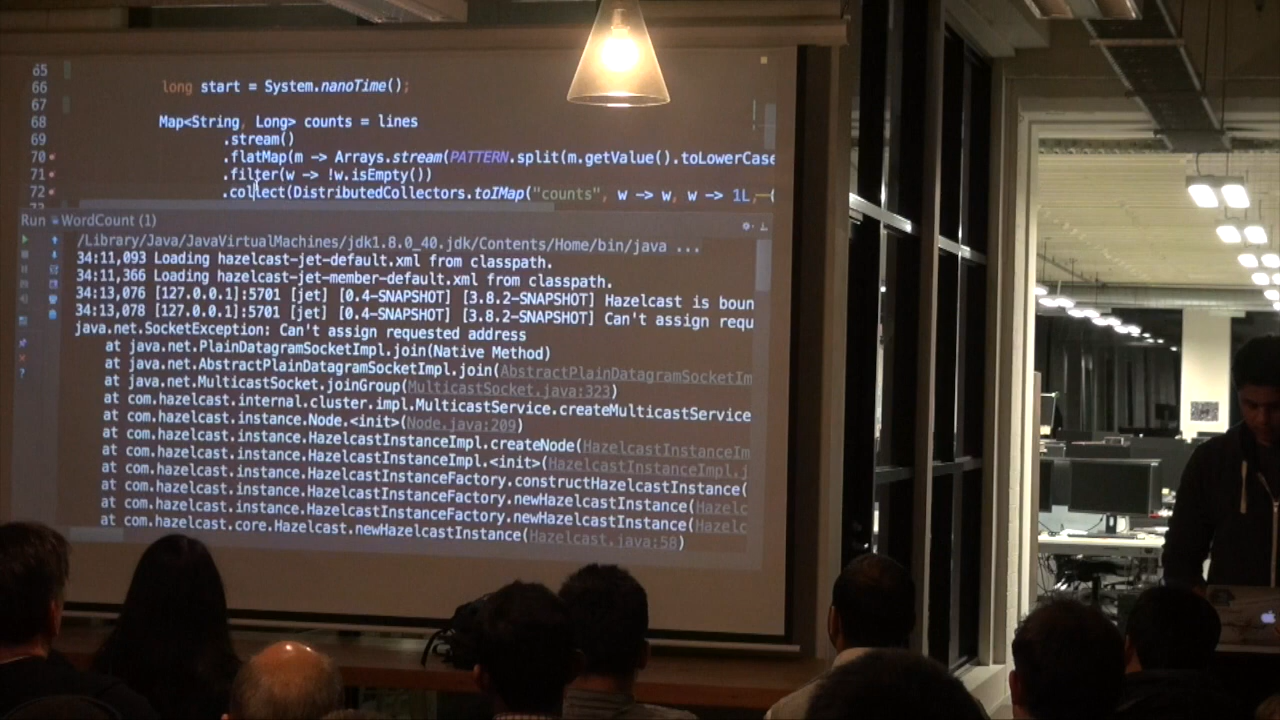 65
66 long start = System.nanoTime();
67
68 Map<String, Long> counts = lines
69 .stream()
70 .flatMap(m -> Arrays.stream(PATTERN.split(m.getValue().toLowerCase
71 .filter(w -> !w.isEmpty())
72 .collect(DistributedCollectors.toIMap("counts", w -> w, w -> 1L, (
Run WordCount (1)
/Library/Java/JavaVirtualMachines/jdk1.8.0_40.jdk/Contents/Home/bin/java ...
34:11,093 Loading hazelcast-jet-default.xml from classpath.
34:11,366 Loading hazelcast-jet-member-default.xml from classpath.
34:13,076 [127.0.0.1]:5701 [jet] [0.4-SNAPSHOT] [3.8.2-SNAPSHOT] Hazelcast is boun
34:13,078 [127.0.0.1]:5701 [jet] [0.4-SNAPSHOT] [3.8.2-SNAPSHOT] Can't assign requ
java.net.SocketException: Can't assign requested address
at java.net.PlainDatagramSocketImpl.join(Native Method)
at java.net.AbstractPlainDatagramSocketImpl.join(AbstractPlainDatagramSocketIm
at java.net.MulticastSocket.joinGroup(MulticastSocket.java:323)
at com.hazelcast.internal.cluster.impl.MulticastService.createMulticastService
at com.hazelcast.instance.Node.<init>(Node.java:209)
at com.hazelcast.instance.HazelcastInstanceImpl.createNode(HazelcastInstanceIm
at com.hazelcast.instance.HazelcastInstanceImpl.<init>(HazelcastInstanceImpl.j
at com.hazelcast.instance.HazelcastInstanceFactory.constructHazelcastInstance(
at com.hazelcast.instance.HazelcastInstanceFactory.newHazelcastInstance(Hazelc
at com.hazelcast.instance.HazelcastInstanceFactory.newHazelcastInstance(Hazelc
at com.hazelcast.core.Hazelcast.newHazelcastInstance(Hazelcast.java:58)